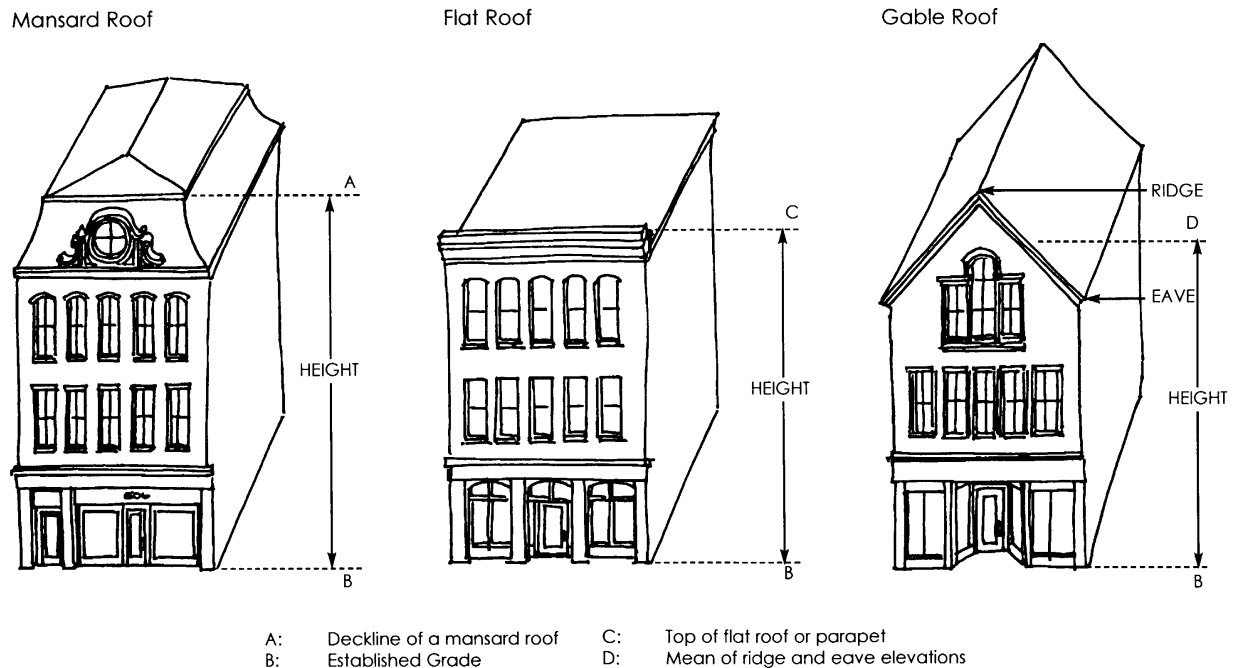 Mansard Roof
Flat Roof
Gable Roof
A
C
RIDGE
D
EAVE
HEIGHT
HEIGHT
HEIGHT
B
B
B
A: Deckline of a mansard roof
B: Established Grade
C: Top of flat roof or parapet
D: Mean of ridge and eave elevations